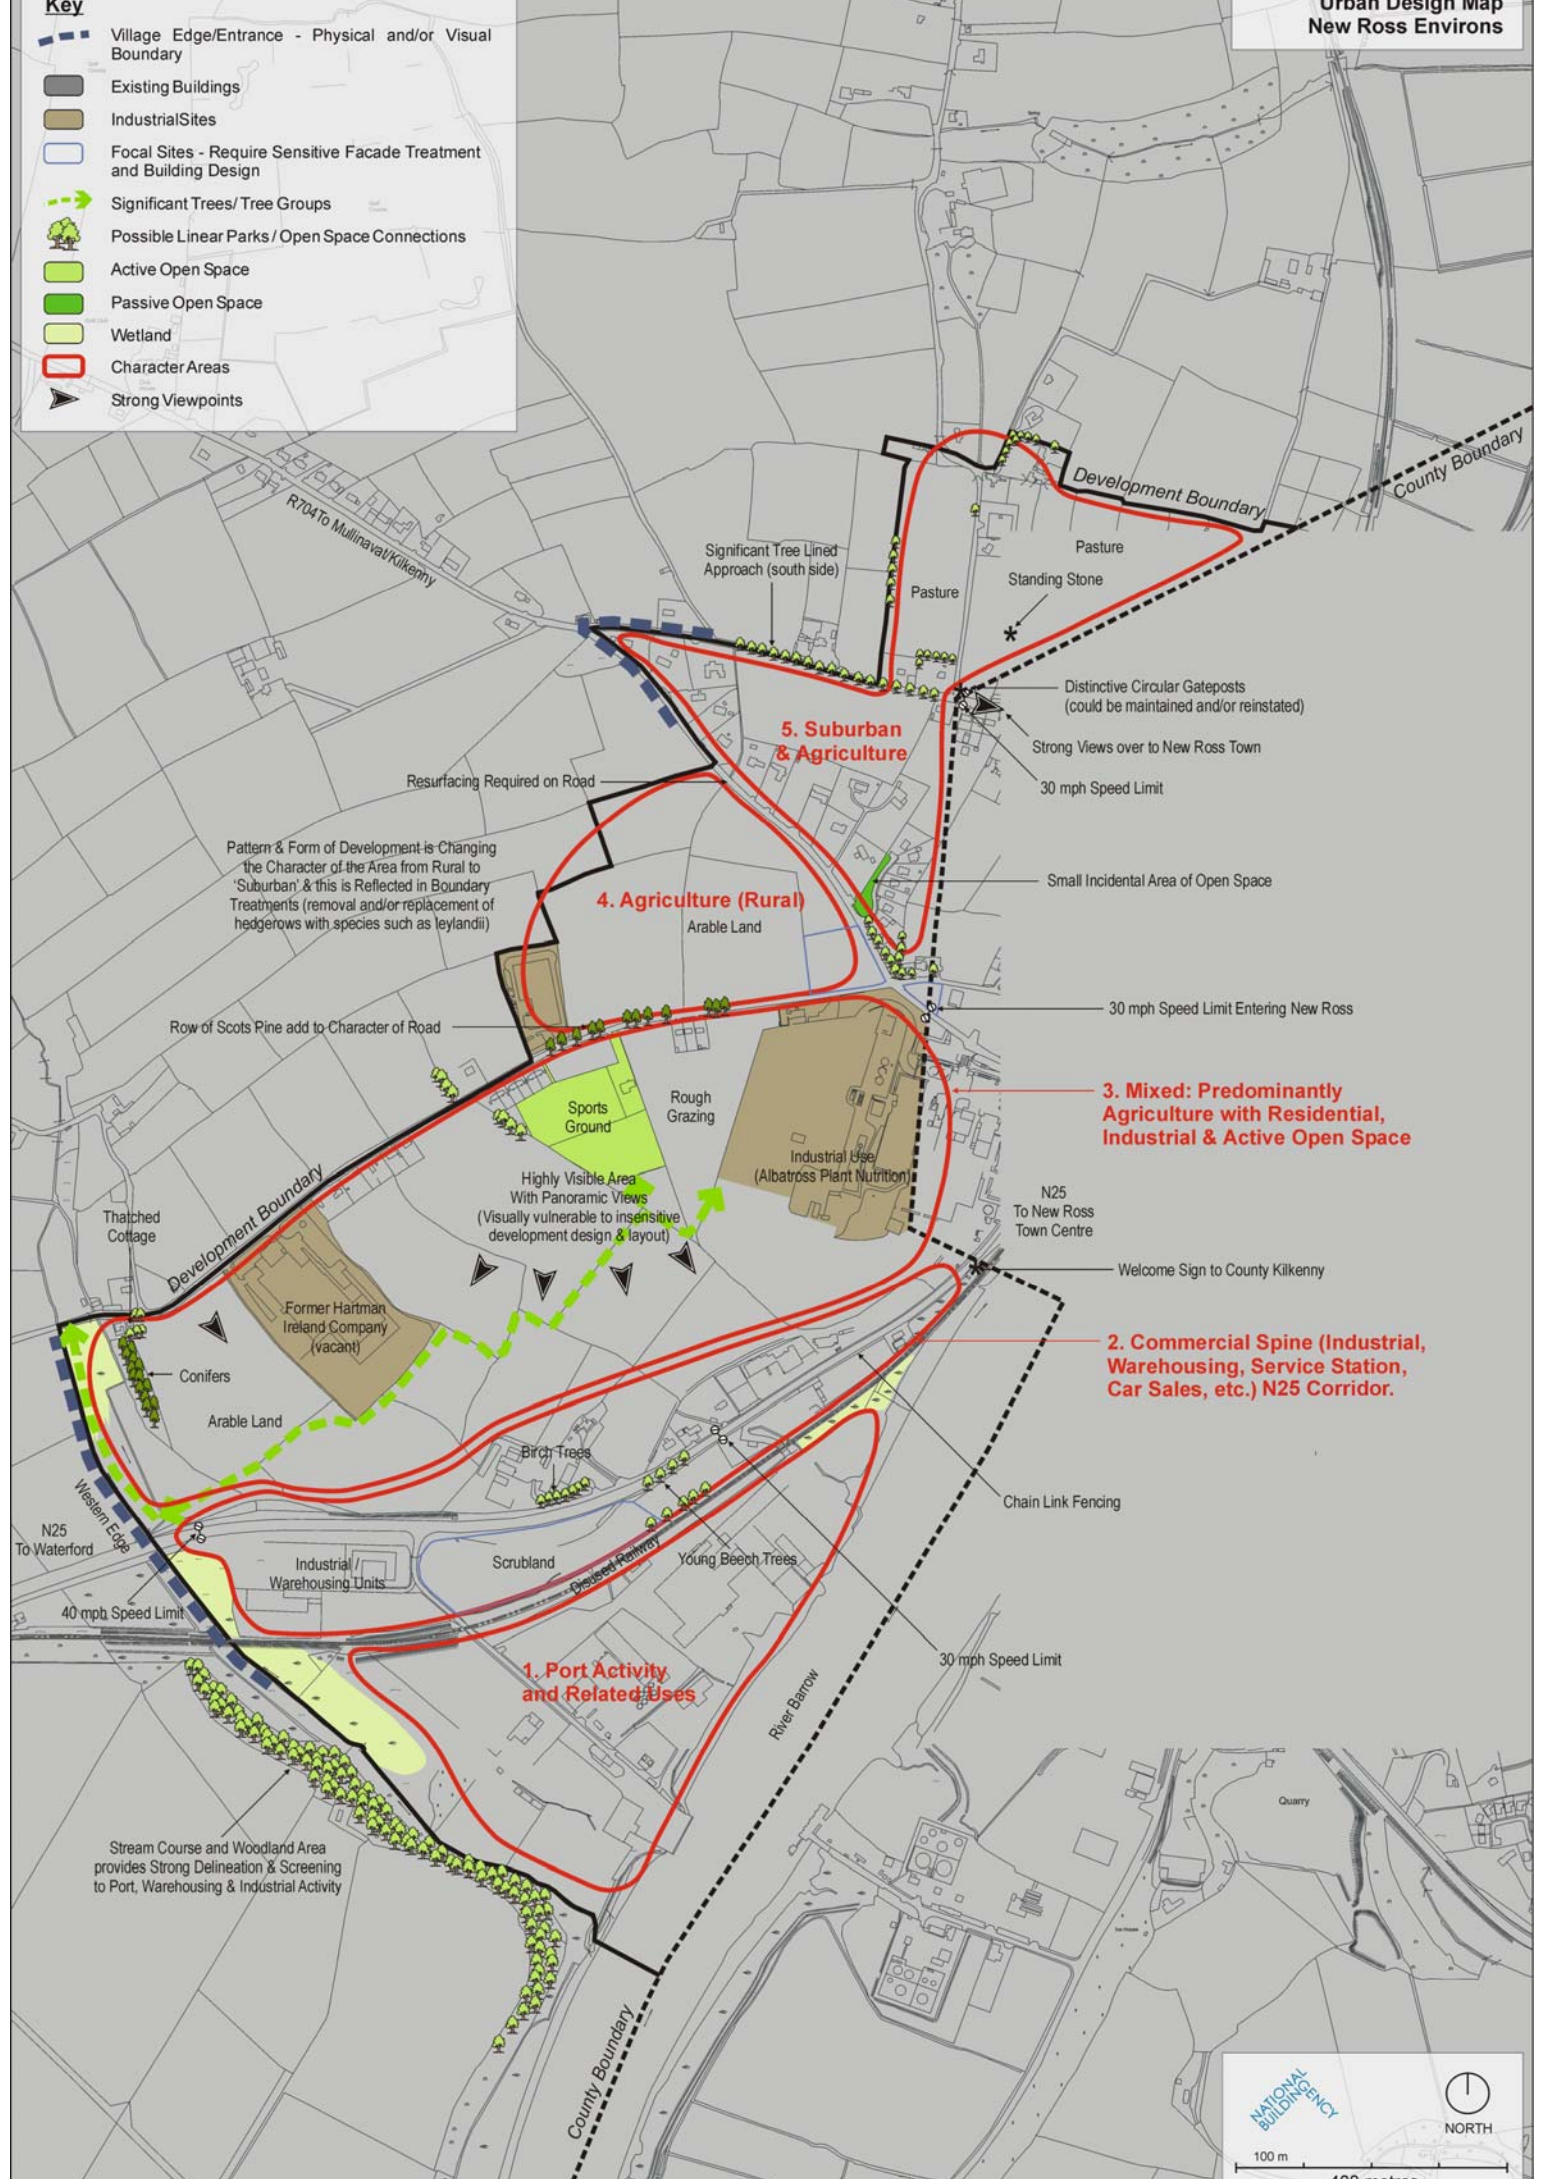 Key
Village Edge/Entrance - Physical and/or Visual
Boundary
Existing Buildings
IndustrialSites
Focal Sites - Require Sensitive Facade Treatment
and Building Design
Significant Trees/ Tree Groups
Possible Linear Parks / Open Space Connections
Active Open Space
Passive Open Space
Wetland
Character Areas
Strong Viewpoints
Urban Design Map
New Ross Environs
R704To Mullinavat/Kilkenny
County Boundary
Development Boundary
Significant Tree Lined
Approach (south side)
Pasture
Standing Stone
Pasture
Distinctive Circular Gateposts
(could be maintained and/or reinstated)
Strong Views over to New Ross Town
30 mph Speed Limit
5. Suburban
& Agriculture
Resurfacing Required on Road
Pattern & Form of Development is Changing
the Character of the Area from Rural to
'Suburban' & this is Reflected in Boundary
Treatments (removal and/or replacement of
hedgerows with species such as leylandii)
Small Incidental Area of Open Space
4. Agriculture (Rural)
Arable Land
30 mph Speed Limit Entering New Ross
Row of Scots Pine add to Character of Road
3. Mixed: Predominantly
Agriculture with Residential,
Industrial & Active Open Space
Sports
Ground
Rough
Grazing
Industrial Use
(Albatross Plant Nutrition)
Highly Visible Area
With Panoramic Views
(Visually vulnerable to insensitive
development design & layout)
N25
To New Ross
Town Centre
Thatched
Cottage
Development Boundary
Welcome Sign to County Kilkenny
Former Hartman
Ireland Company
(vacant)
2. Commercial Spine (Industrial,
Warehousing, Service Station,
Car Sales, etc.) N25 Corridor.
Conifers
Arable Land
Birch Trees
Chain Link Fencing
Western Edge
N25
To Waterford
Industrial /
Warehousing Units
Scrubland
Disused Railway
Young Beech Trees
40 mph Speed Limit
30 mph Speed Limit
1. Port Activity
and Related Uses
River Barrow
Quarry
Stream Course and Woodland Area
provides Strong Delineation & Screening
to Port, Warehousing & Industrial Activity
County Boundary
NATIONAL
BUILDING
AGENCY
NORTH
100 m